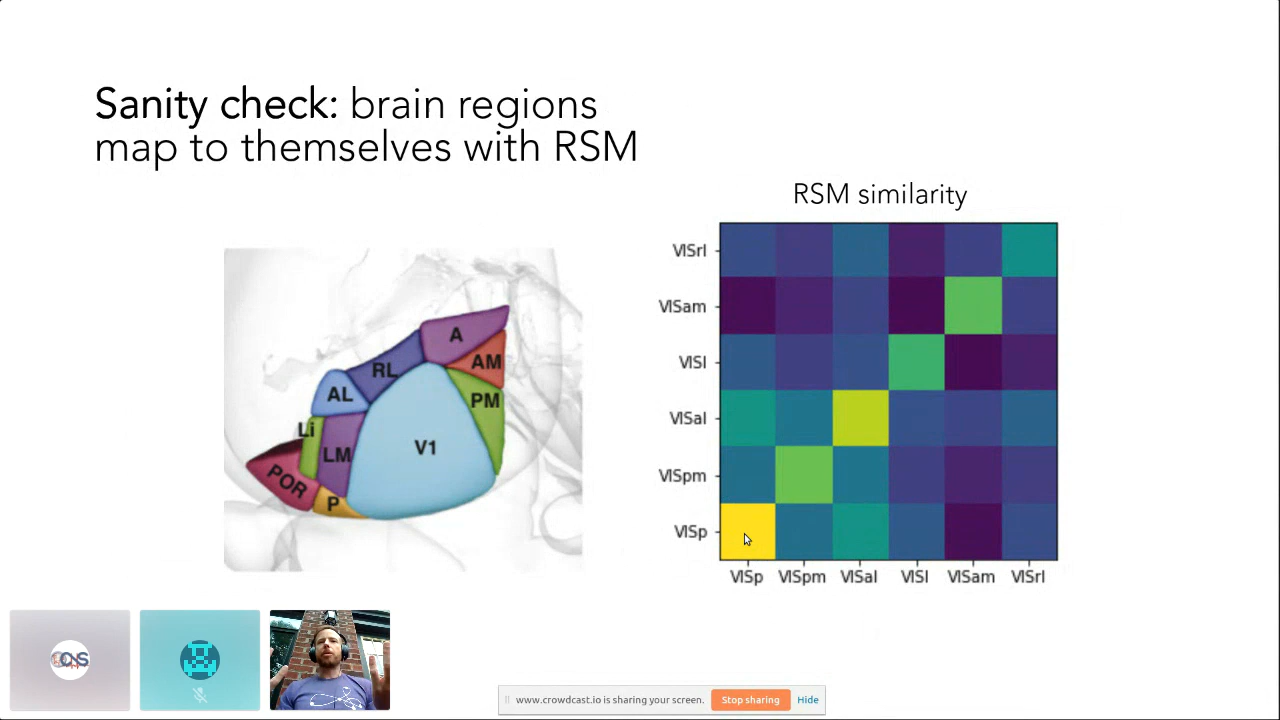 Sanity check: brain regions
map to themselves with RSM
RSM similarity
A
AM
RL
AL
PM
Li
LM
V1
POR
P
VISrl
VISam
VISl
VISal
VISpm
VISp
VISp VISpm VISal VISl VISam VISrl
www.crowdcast.io is sharing your screen. Stop sharing Hide